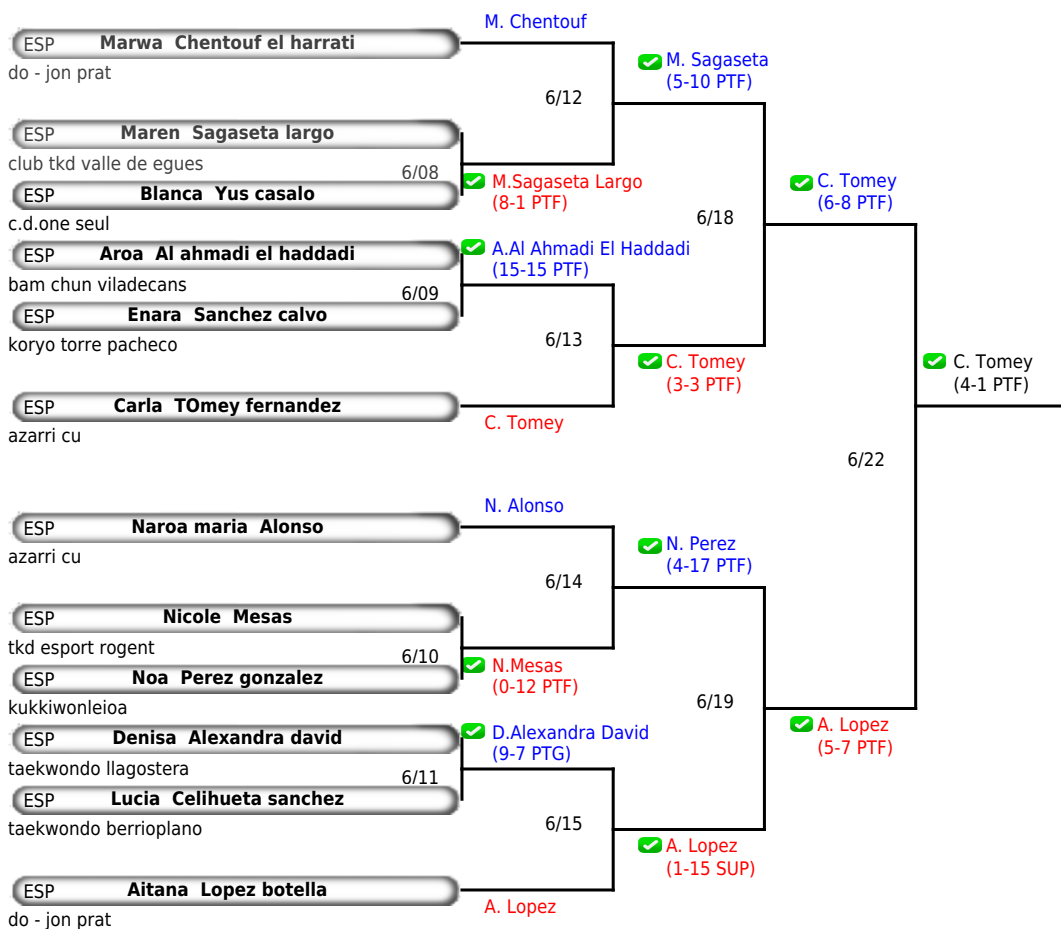 M. Chentouf
ESP Marwa Chentouf el harrati
do - jon prat
M. Sagaseta
(5-10 PTF)
6/12
ESP Maren Sagaseta largo
club tkd valle de egues
6/08
M.Sagaseta Largo
(8-1 PTF)
C. Tomey
(6-8 PTF)
ESP Blanca Yus casalo
c.d.one seul
6/18
ESP Aroa Al ahmadi el haddadi
A.Al Ahmadi El Haddadi
(15-15 PTF)
bam chun viladecans
6/09
ESP Enara Sanchez calvo
koryo torre pacheco
6/13
C. Tomey
(3-3 PTF)
C. Tomey
(4-1 PTF)
ESP Carla TOmey fernandez
C. Tomey
azarri cu
6/22
N. Alonso
ESP Naroa maria Alonso
azarri cu
N. Perez
(4-17 PTF)
6/14
ESP Nicole Mesas
tkd esport rogent
6/10
N.Mesas
(0-12 PTF)
ESP Noa Perez gonzalez
kukkiwonleioa
6/19
ESP Denisa Alexandra david
D.Alexandra David
(9-7 PTG)
A. Lopez
(5-7 PTF)
taekwondo llagostera
6/11
ESP Lucia Celihueta sanchez
taekwondo berrioplano
6/15
A. Lopez
(1-15 SUP)
ESP Aitana Lopez botella
A. Lopez
do - jon prat